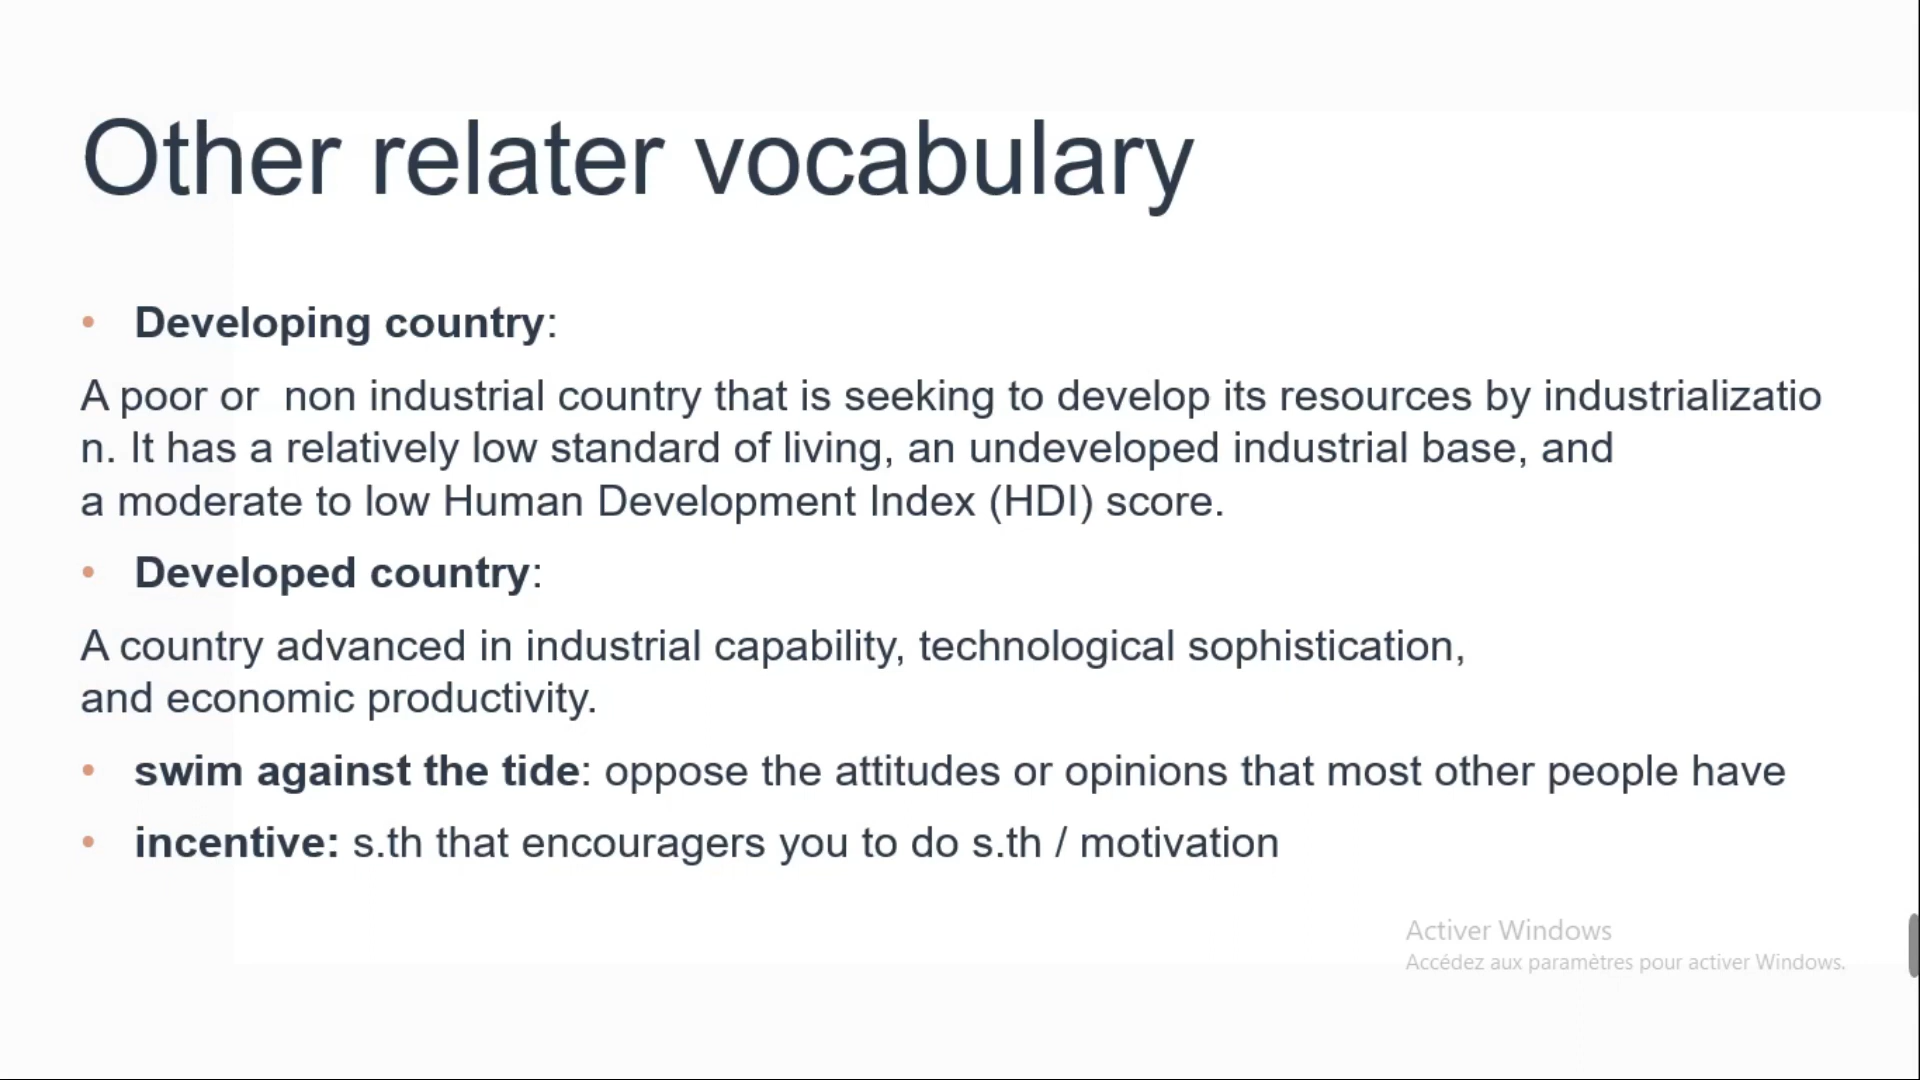 Other relater vocabulary
• Developing country:
A poor or  non industrial country that is seeking to develop its resources by industrializatio
n. It has a relatively low standard of living, an undeveloped industrial base, and
a moderate to low Human Development Index (HDI) score.
• Developed country:
A country advanced in industrial capability, technological sophistication,
and economic productivity.
• swim against the tide: oppose the attitudes or opinions that most other people have
• incentive: s.th that encouragers you to do s.th / motivation
Activer Windows
Accédez aux paramètres pour activer Windows.